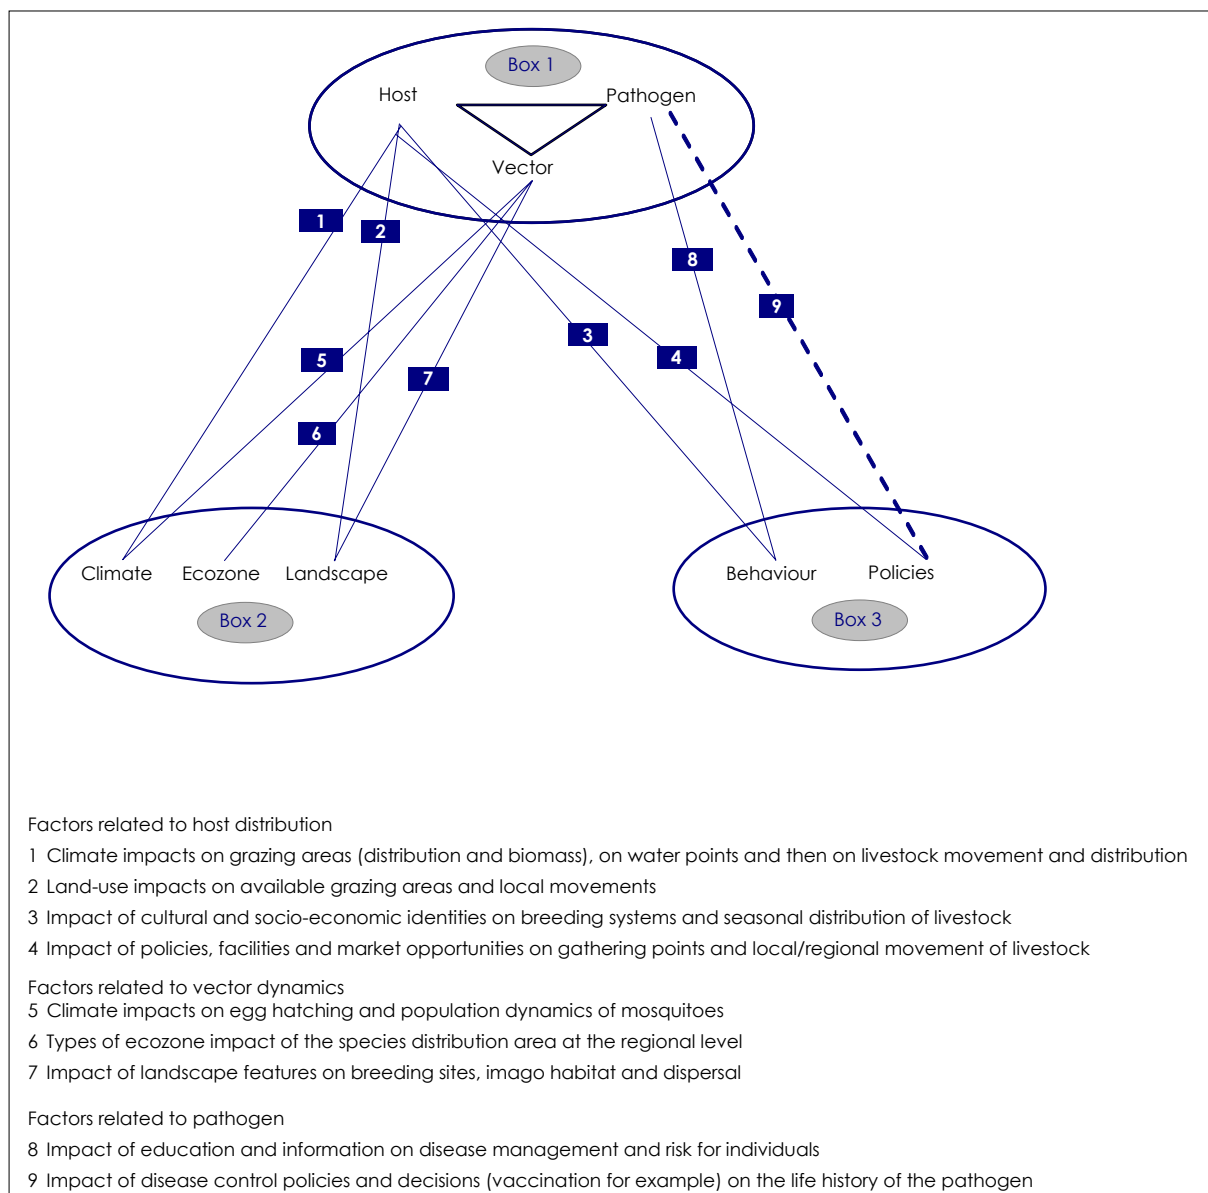 Box 1
Host
Pathogen
Vector
1
2
8
9
3
4
5
7
6
Climate
Ecozone
Landscape
Behaviour
Policies
Box 2
Box 3
Factors related to host distribution
1 Climate impacts on grazing areas (distribution and biomass), on water points and then on livestock movement and distribution
2 Land-use impacts on available grazing areas and local movements
3 Impact of cultural and socio-economic identities on breeding systems and seasonal distribution of livestock
4 Impact of policies, facilities and market opportunities on gathering points and local/regional movement of livestock
Factors related to vector dynamics
5 Climate impacts on egg hatching and population dynamics of mosquitoes
6 Types of ecozone impact of the species distribution area at the regional level
7 Impact of landscape features on breeding sites, imago habitat and dispersal
Factors related to pathogen
8 Impact of education and information on disease management and risk for individuals
9 Impact of disease control policies and decisions (vaccination for example) on the life history of the pathogen